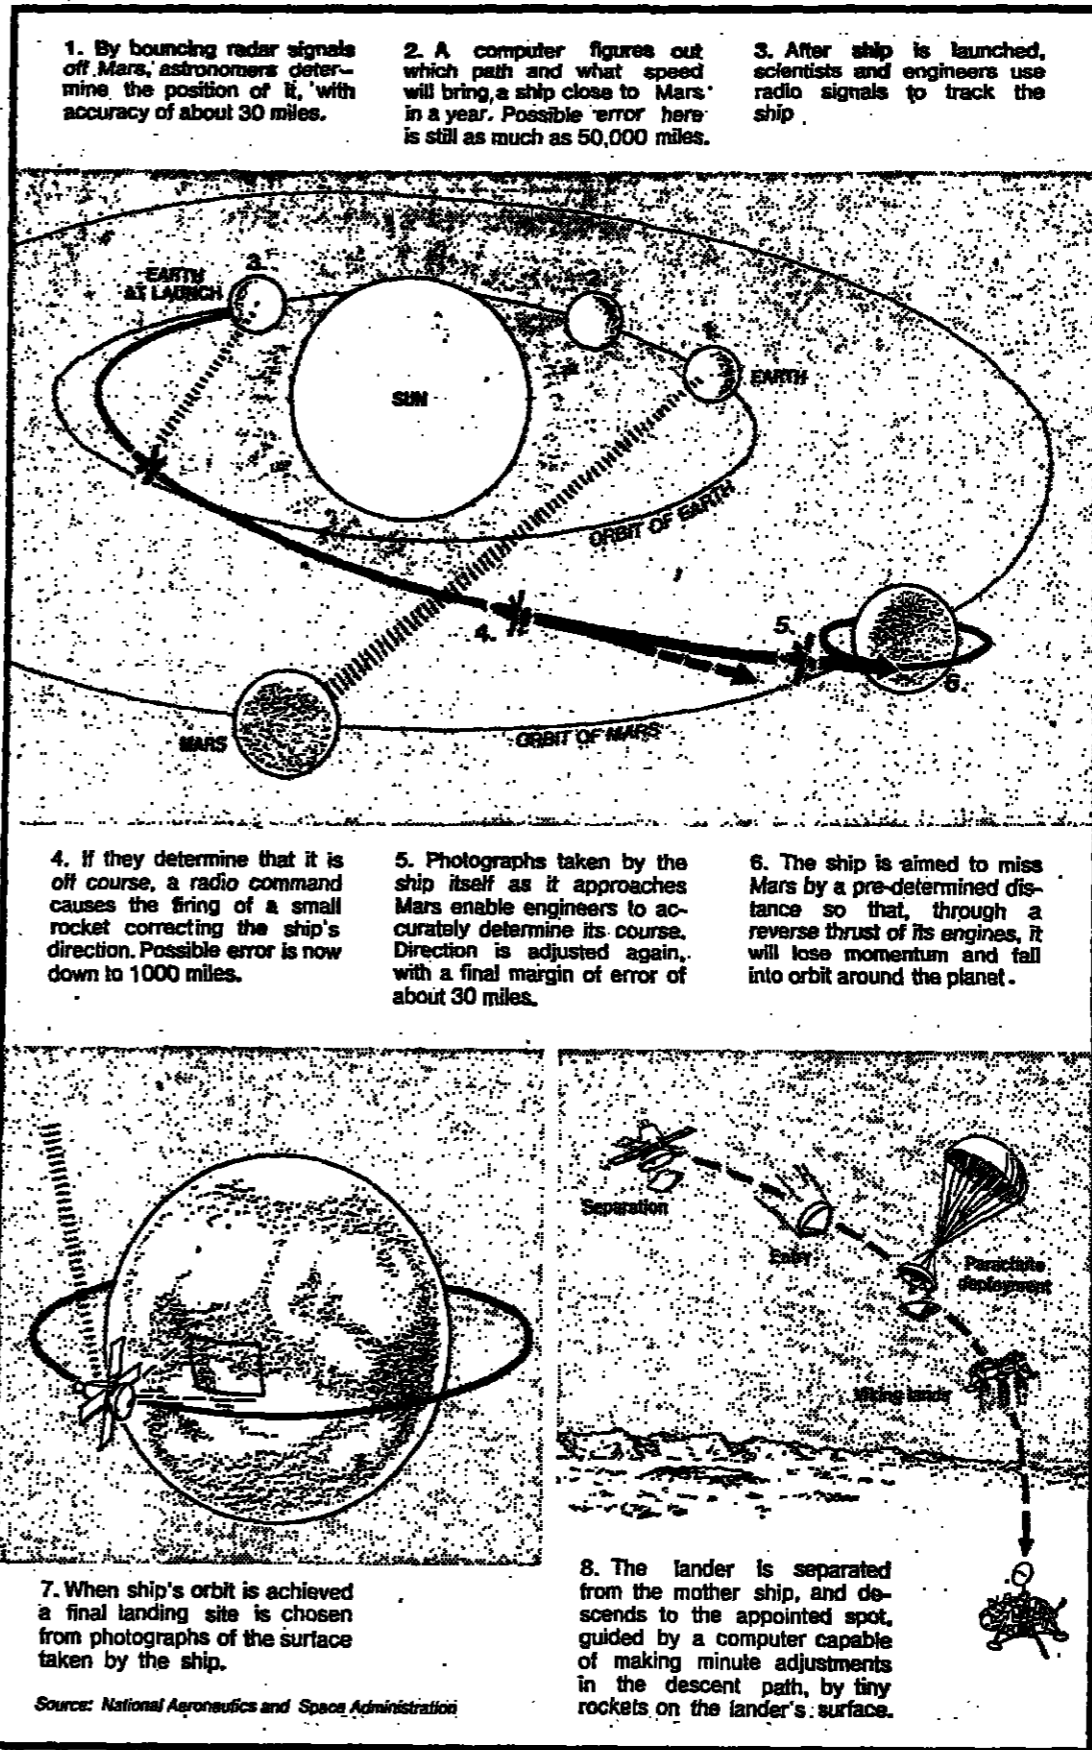 1. By bouncing radar signals
off Mars, astronomers deter-
mine the position of it, with
accuracy of about 30 miles.
2. A computer figures out
which path and what speed
will bring a ship close to Mars
in a year. Possible error here
is still as much as 50,000 miles.
3. After ship is launched,
scientists and engineers use
radio signals to track the
ship
EARTH
AT LAUNCH
3.
2.
SUN
EARTH
ORBIT OF EARTH
4.
5.
6.
MARS
ORBIT OF MARS
4. If they determine that it is
off course, a radio command
causes the firing of a small
rocket correcting the ship's
direction. Possible error is now
down to 1000 miles.
5. Photographs taken by the
ship itself as it approaches
Mars enable engineers to ac-
curately determine its course.
Direction is adjusted again,
with a final margin of error of
about 30 miles.
6. The ship is aimed to miss
Mars by a pre-determined dis-
tance so that, through a
reverse thrust of its engines, it
will lose momentum and fall
into orbit around the planet.
Separation
Entry
Parachute
deployment
Viking lands
7. When ship's orbit is achieved
a final landing site is chosen
from photographs of the surface
taken by the ship.
Source: National Aeronautics and Space Administration
8. The lander is separated
from the mother ship, and de-
scends to the appointed spot,
guided by a computer capable
of making minute adjustments
in the descent path, by tiny
rockets on the lander's surface.